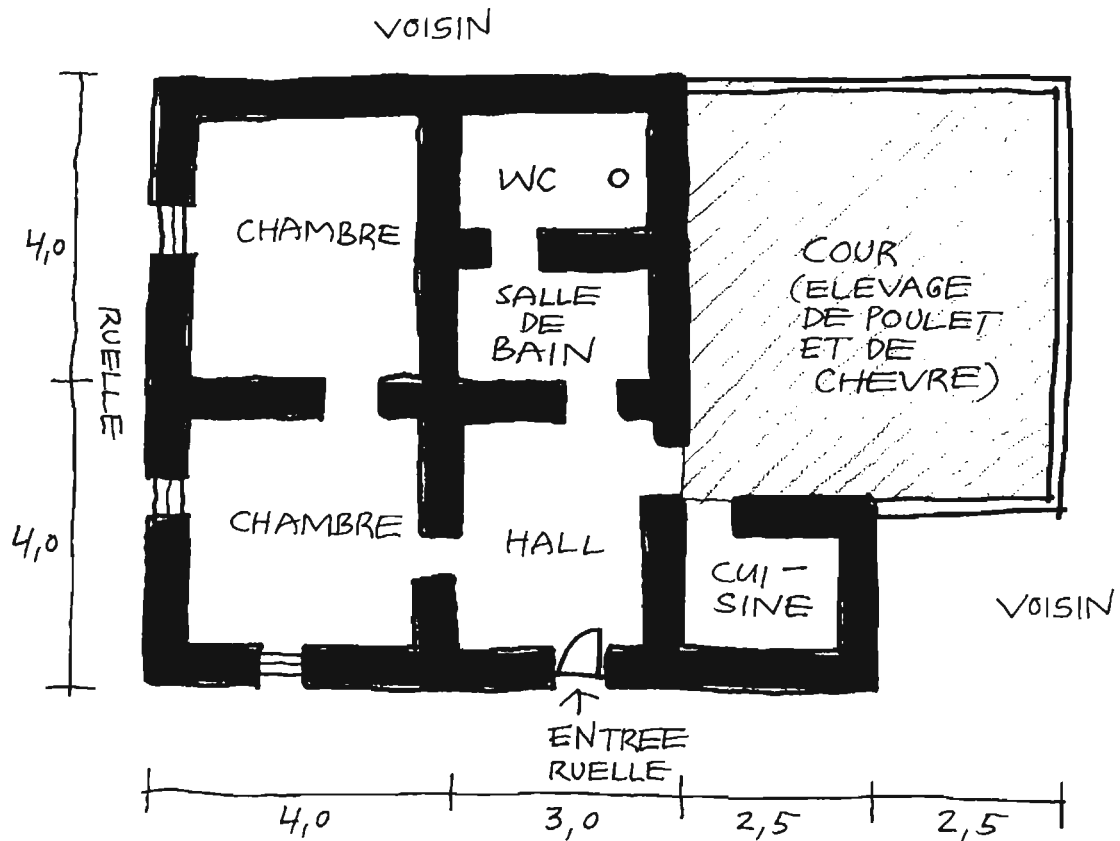 VOISIN
4,0
RUELLE
4,0
CHAMBRE
WC
SALLE
DE
BAIN
COUR
(ELEVAGE
DE POULET
ET DE
CHEVRE)
CHAMBRE
HALL
CUI-
SINE
VOISIN
ENTREE
RUELLE
4,0
3,0
2,5
2,5